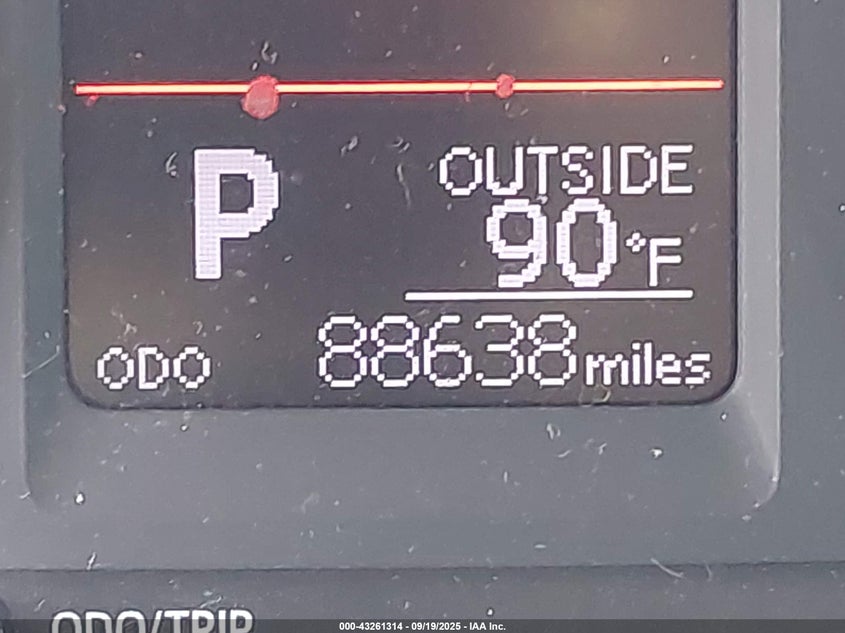 P
OUTSIDE
90°F
ODO 88638 miles
ODO/TRIP
000-43261314 - 09/19/2025 - IAA Inc.